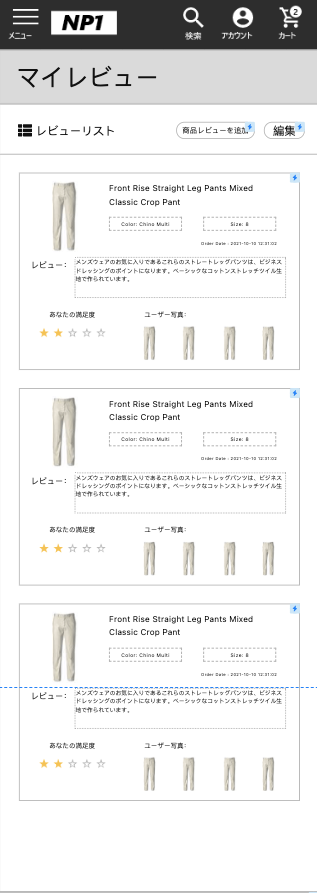 メニュー
NP1
検索
アカウント
2
カート
マイレビュー
レビューリスト
商品レビューを追加
編集
Front Rise Straight Leg Pants Mixed
Classic Crop Pant
Color: Chino Multi
Size: 8
Order Date : 2021-10-10 12:31:02
レビュー：
メンズウェアのお気に入りであるこれらのストレートレッグパンツは、ビジネス
ドレッシングのポイントになります。ベーシックなコットンストレッチツイル生
地で作られています。
あなたの満足度
ユーザー写真：
Front Rise Straight Leg Pants Mixed
Classic Crop Pant
Color: Chino Multi
Size: 8
Order Date : 2021-10-10 12:31:02
レビュー：
メンズウェアのお気に入りであるこれらのストレートレッグパンツは、ビジネス
ドレッシングのポイントになります。ベーシックなコットンストレッチツイル生
地で作られています。
あなたの満足度
ユーザー写真：
Front Rise Straight Leg Pants Mixed
Classic Crop Pant
Color: Chino Multi
Size: 8
Order Date : 2021-10-10 12:31:02
レビュー：
メンズウェアのお気に入りであるこれらのストレートレッグパンツは、ビジネス
ドレッシングのポイントになります。ベーシックなコットンストレッチツイル生
地で作られています。
あなたの満足度
ユーザー写真：